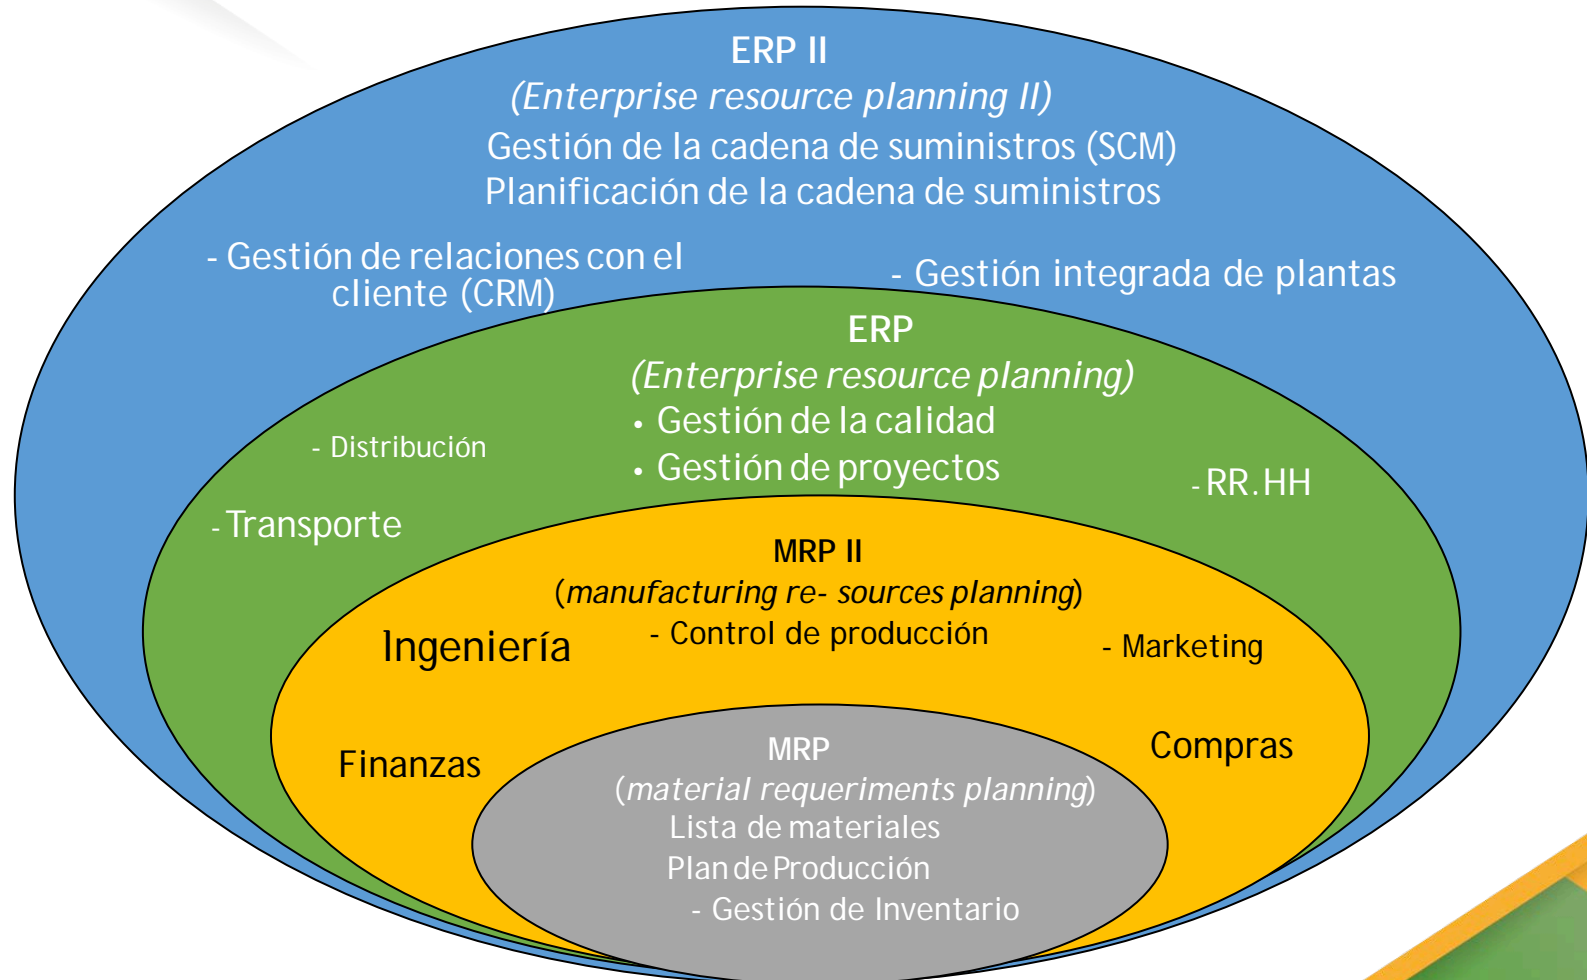 ERP II
(Enterprise resource planning II)
Gestión de la cadena de suministros (SCM)
Planificación de la cadena de suministros
- Gestión de relaciones con el
cliente (CRM)
- Gestión integrada de plantas
ERP
(Enterprise resource planning)
• Gestión de la calidad
• Gestión de proyectos
- Distribución
- Transporte
- RR.HH
MRP II
(manufacturing re- sources planning)
- Control de producción
Ingeniería
- Marketing
Finanzas
Compras
MRP
(material requeriments planning)
Lista de materiales
Plan de Producción
- Gestión de Inventario